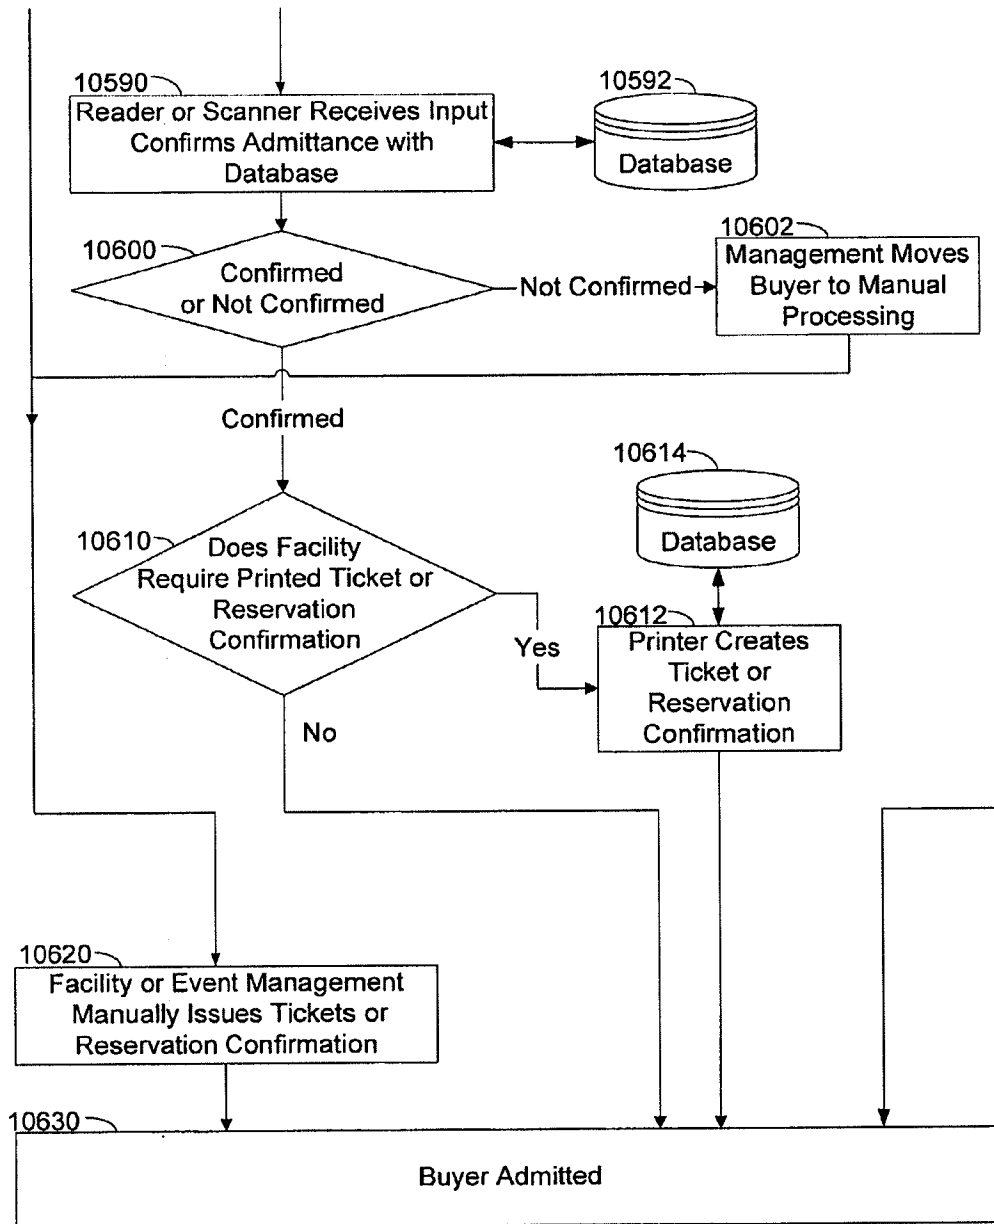 10590
Reader or Scanner Receives Input
Confirms Admittance with
Database
10592
Database
10600
Confirmed
or Not Confirmed
Not Confirmed
10602
Management Moves
Buyer to Manual
Processing
Confirmed
10610
Does Facility
Require Printed Ticket or
Reservation
Confirmation
Yes
No
10614
Database
10612
Printer Creates
Ticket or
Reservation
Confirmation
10620
Facility or Event Management
Manually Issues Tickets or
Reservation Confirmation
10630
Buyer Admitted